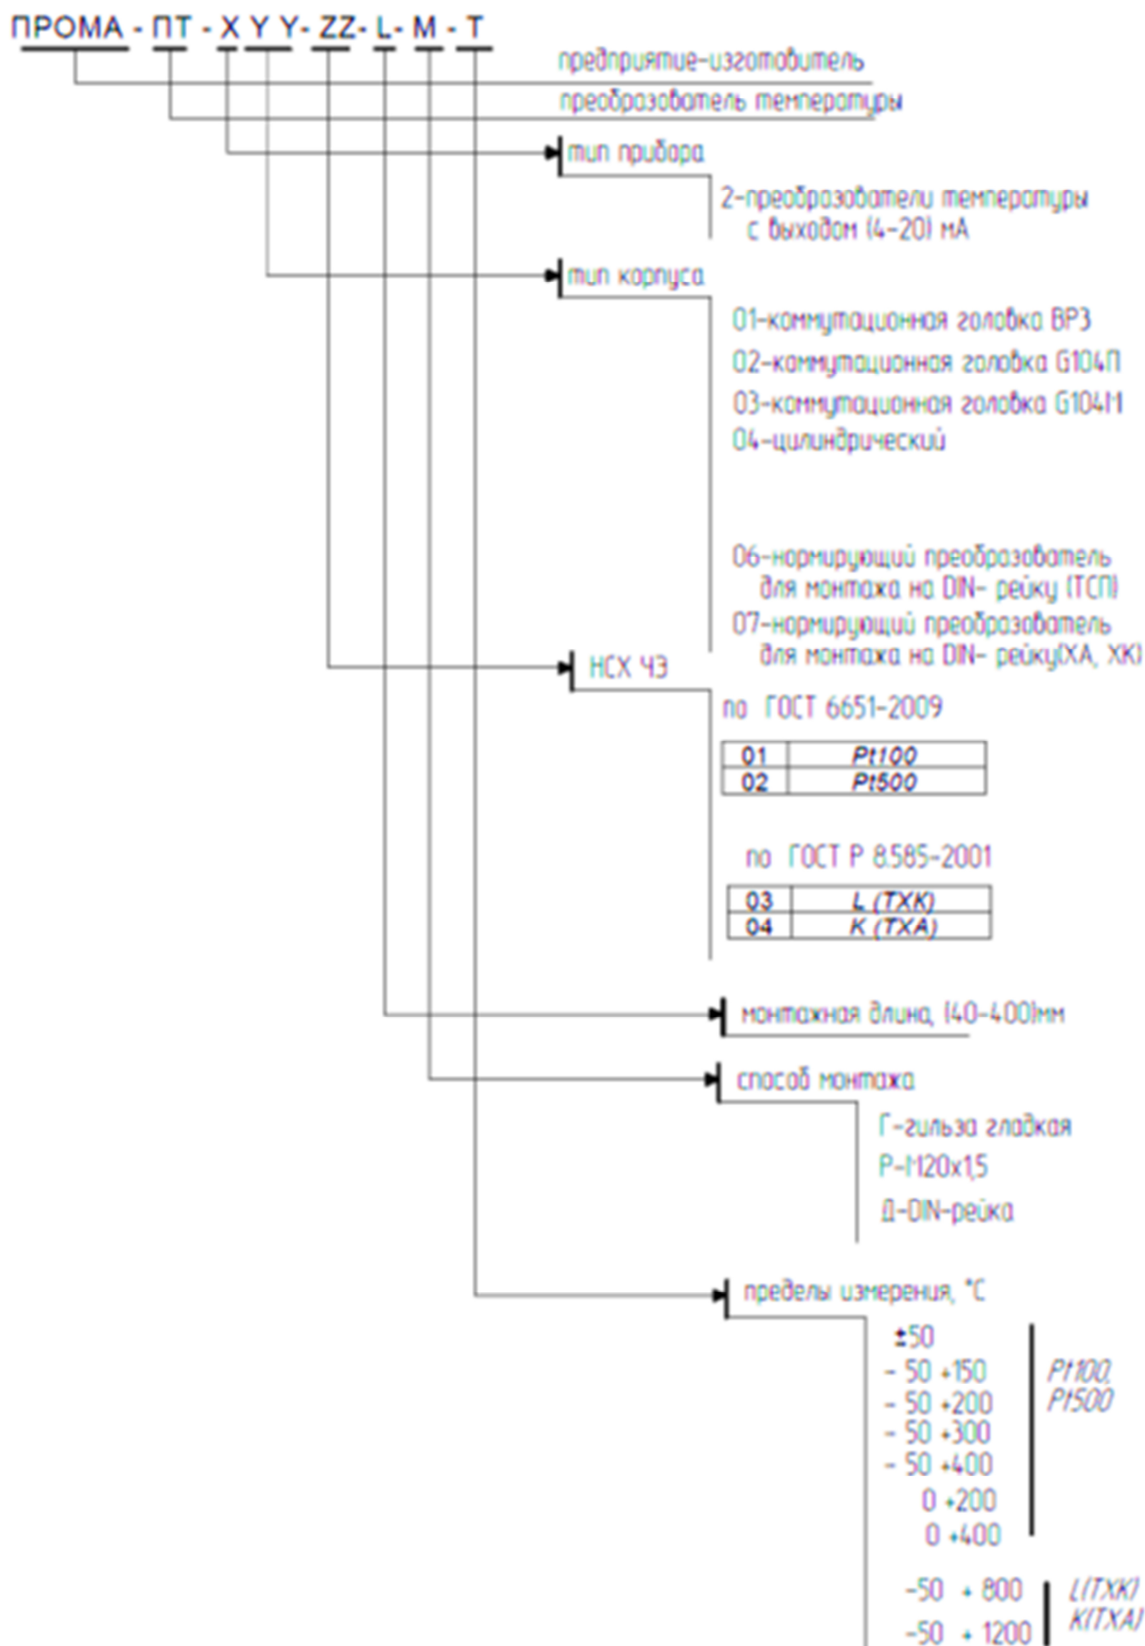 ПРОМА - ПТ - X Y Y- ZZ- L- M - T
предприятие-изготовитель
преобразователь температуры
тип прибора
2-преобразователи температуры
с выходом (4-20) мА
тип корпуса
01-коммутационная головка ВР3
02-коммутационная головка G104П
03-коммутационная головка G104М
04-цилиндрический
06-нормирующий преобразователь
для монтажа на DIN- рейку (ТСП)
07-нормирующий преобразователь
для монтажа на DIN- рейку(ХА, ХК)
НСХ ЧЭ
по ГОСТ 6651-2009
01 Pt100
02 Pt500
по ГОСТ Р 8.585-2001
03 L (ТХК)
04 K (ТХА)
монтажная длина, (40-400)мм
способ монтажа
Г-гильза гладкая
Р-М20х1,5
Д-DIN-рейка
пределы измерения, °С
±50
- 50 +150
Pt100,
- 50 +200
Pt500
- 50 +300
- 50 +400
0 +200
0 +400
-50 + 800
L(ТХК)
-50 + 1200
K(ТХА)